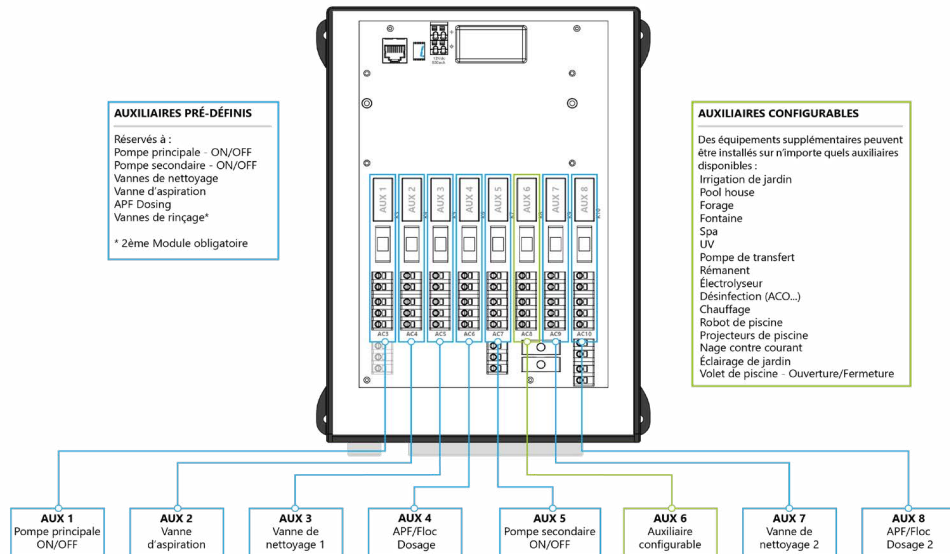 AUXILIAIRES PRÉ-DÉFINIS
Réservés à :
Pompe principale - ON/OFF
Pompe secondaire - ON/OFF
Vannes de nettoyage
Vanne d'aspiration
APF Dosing
Vannes de rinçage*
* 2ème Module obligatoire
AUX 1
AUX 2
AUX 3
AUX 4
AUX 5
AUX 6
AUX 7
AUX 8
AC3
AC4
AC5
AC6
AC7
AC8
AC9
AC10
AUXILIAIRES CONFIGURABLES
Des équipements supplémentaires peuvent
être installés sur n'importe quels auxiliaires
disponibles :
Irrigation de jardin
Pool house
Forage
Fontaine
Spa
UV
Pompe de transfert
Rémanent
Électrolyseur
Désinfection (ACO...)
Chauffage
Robot de piscine
Projecteurs de piscine
Nage contre courant
Éclairage de jardin
Volet de piscine - Ouverture/Fermeture
AUX 1
Pompe principale
ON/OFF
AUX 2
Vanne
d'aspiration
AUX 3
Vanne de
nettoyage 1
AUX 4
APF/Floc
Dosage
AUX 5
Pompe secondaire
ON/OFF
AUX 6
Auxiliaire
configurable
AUX 7
Vanne de
nettoyage 2
AUX 8
APF/Floc
Dosage 2